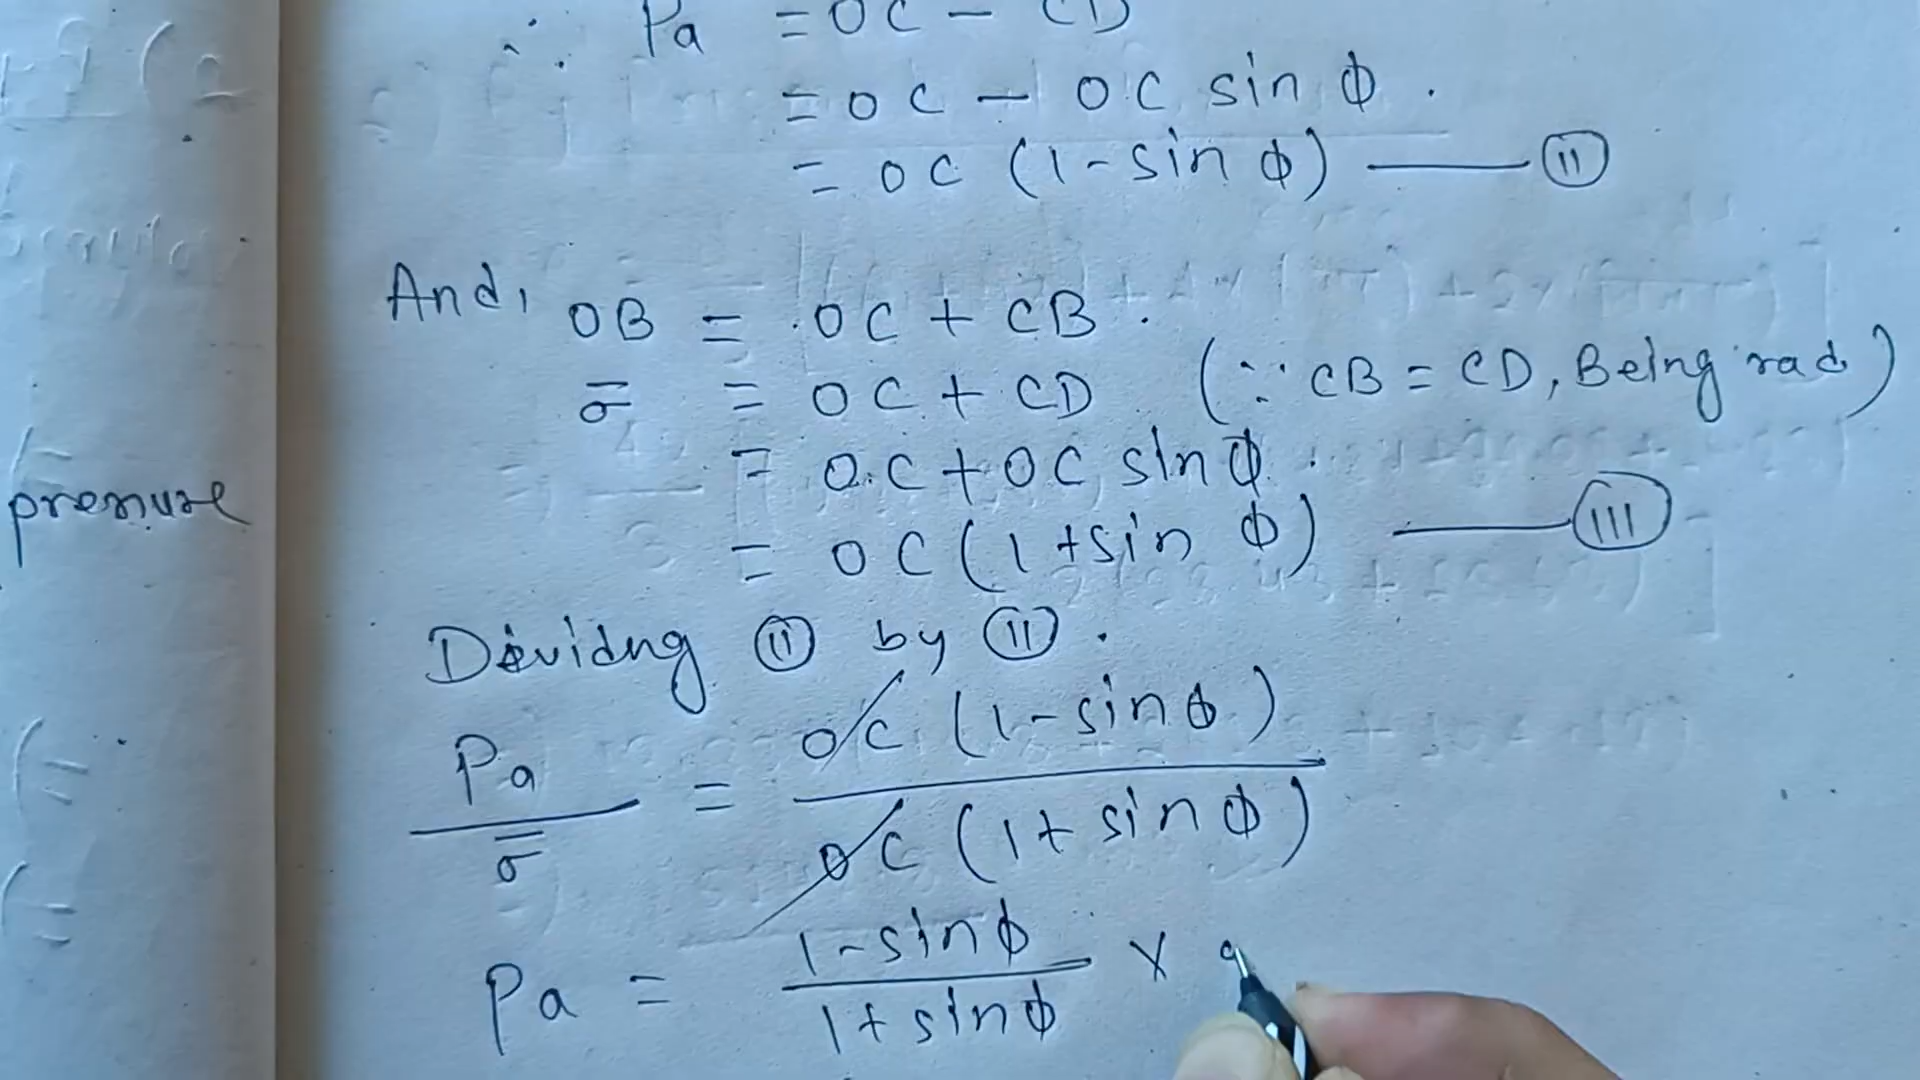 ∴ Pa = OC - CD
= OC - OC sin φ.
= OC (1-sin φ) —— (II)
And, OB = OC + CB.
σ̄ = OC + CD (∵ CB = CD, Being rad)
= OC + OC sin φ.
= OC (1 + sin φ) —— (III)
pressure
Dividng (II) by (II).
Pa / σ̄ = OC (1-sin φ) / OC (1 + sin φ)
Pa = 1-sin φ / 1+ sin φ ×